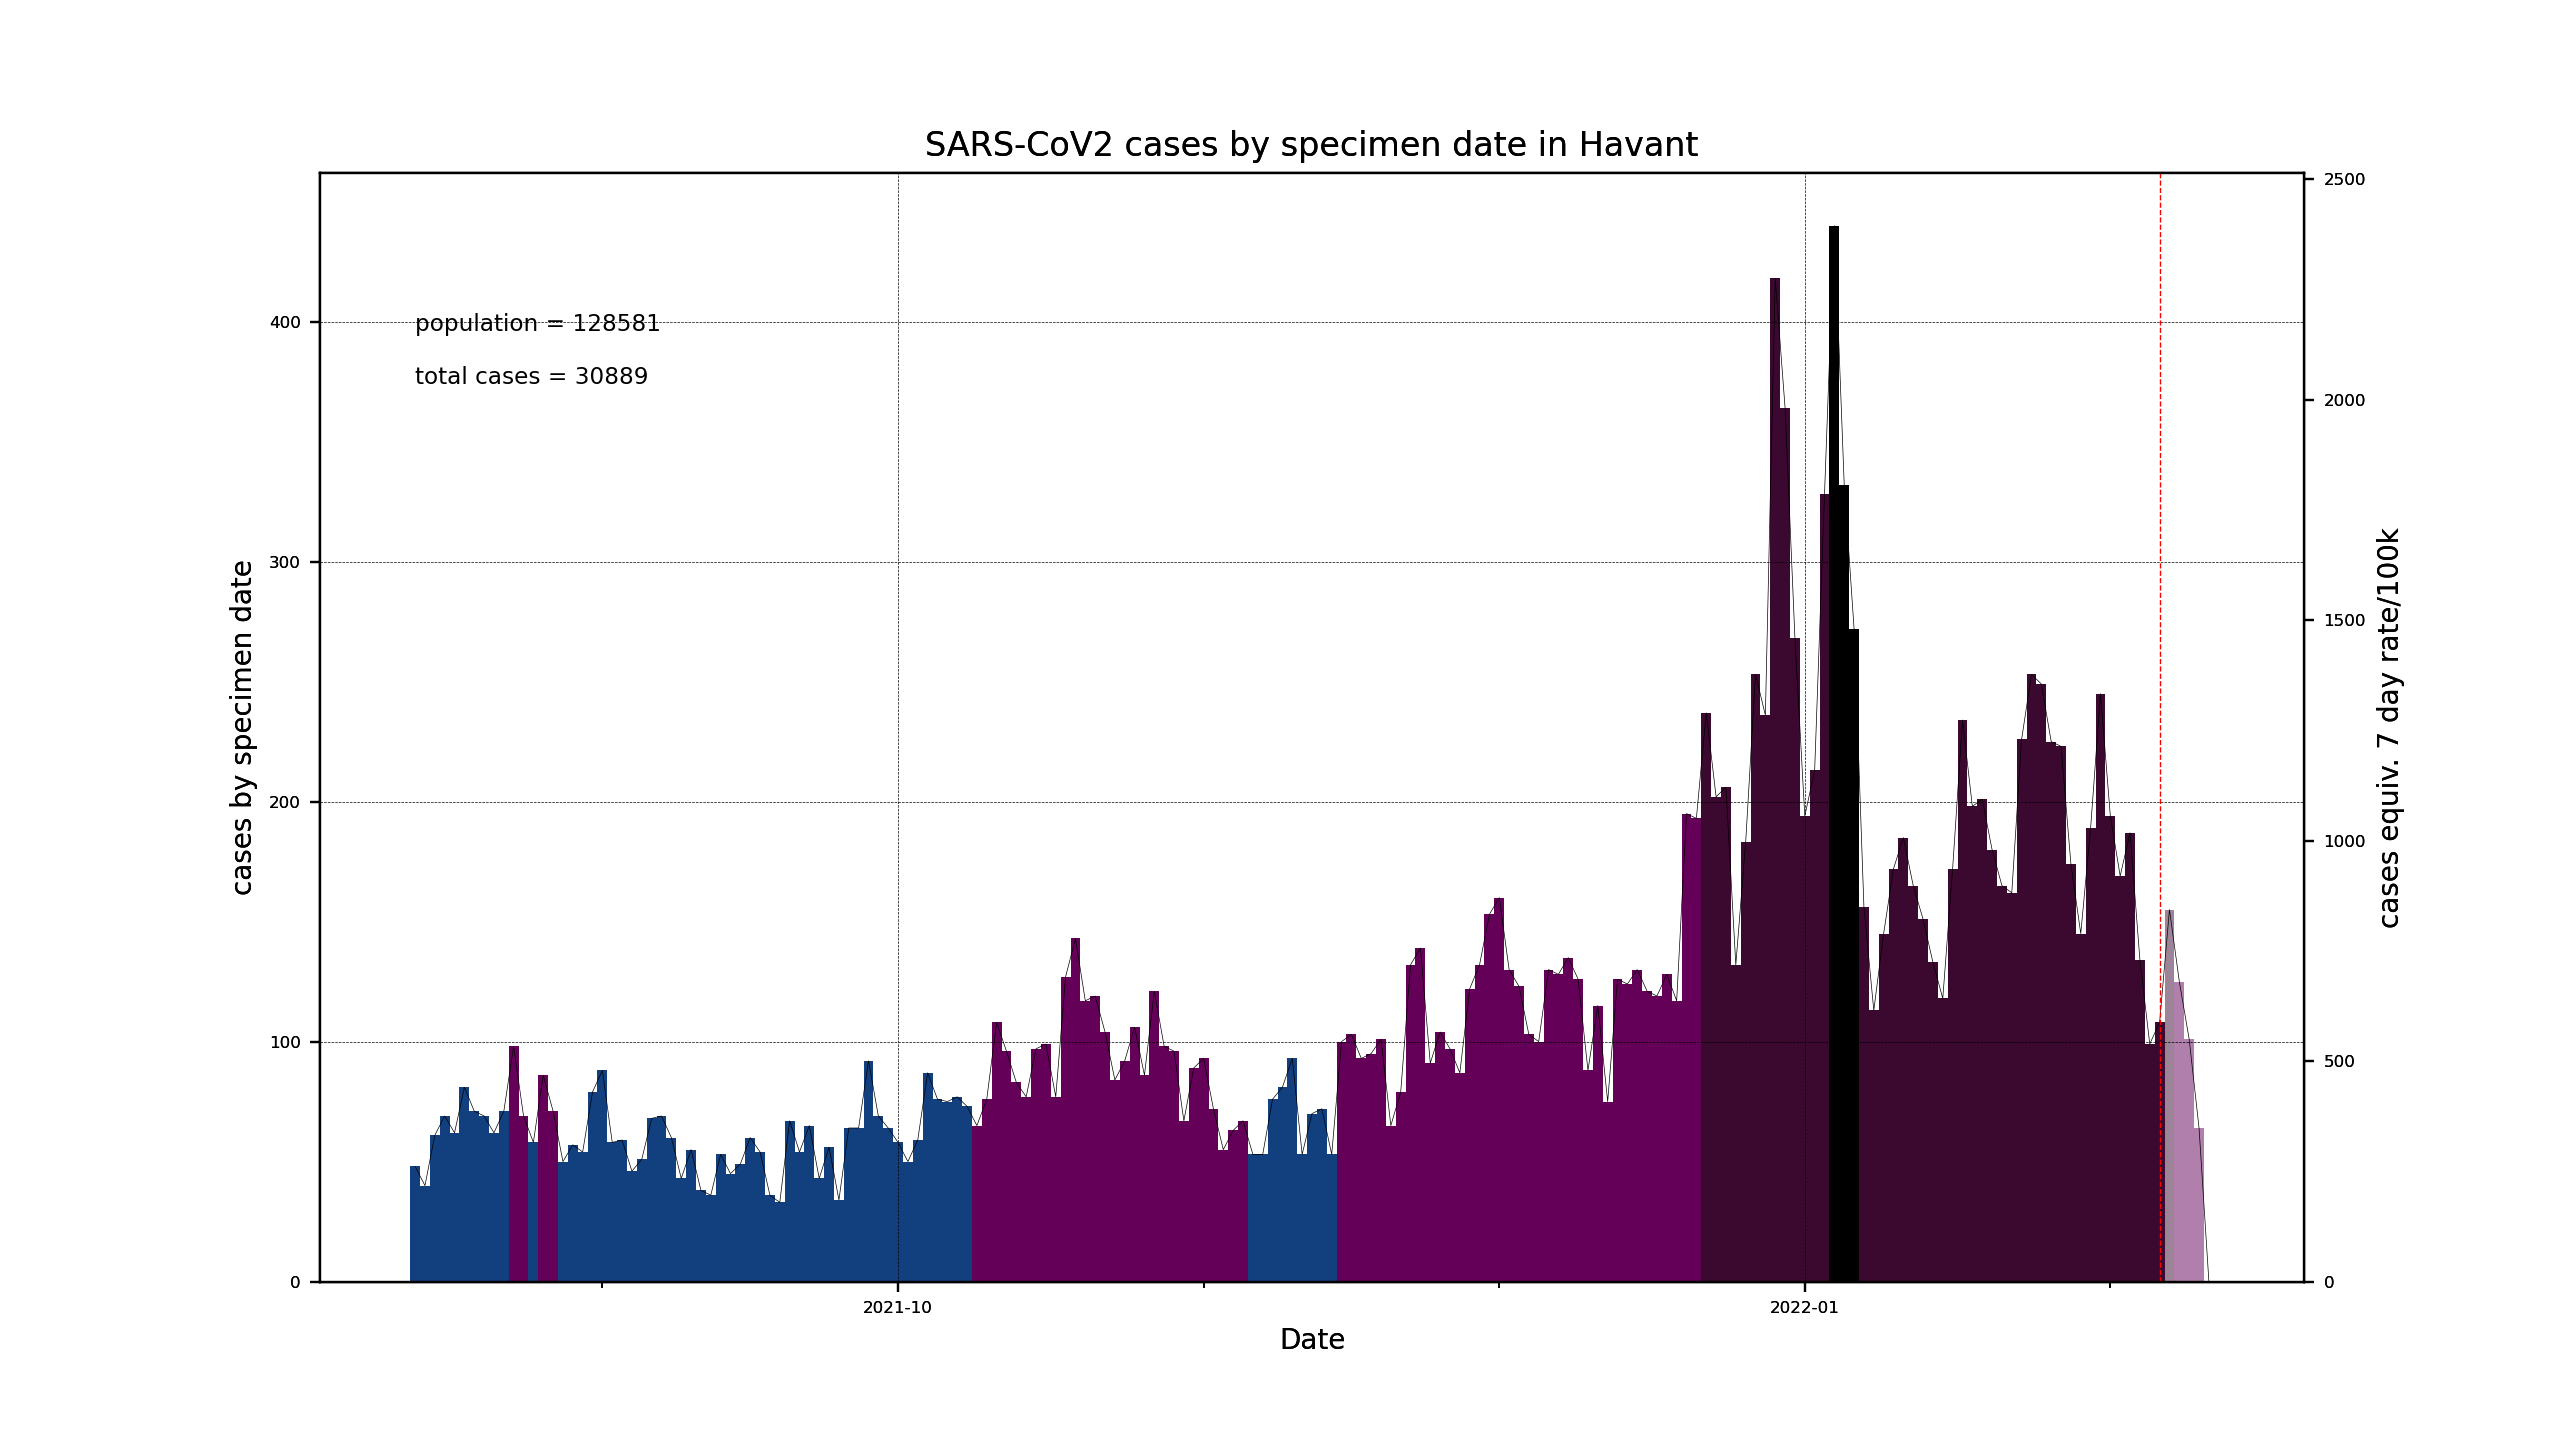 SARS-CoV2 cases by specimen date in Havant
population = 128581
total cases = 30889
cases by specimen date
400
300
200
100
0
2500
2000
1500
1000
500
0
cases equiv. 7 day rate/100k
2021-10
2022-01
Date